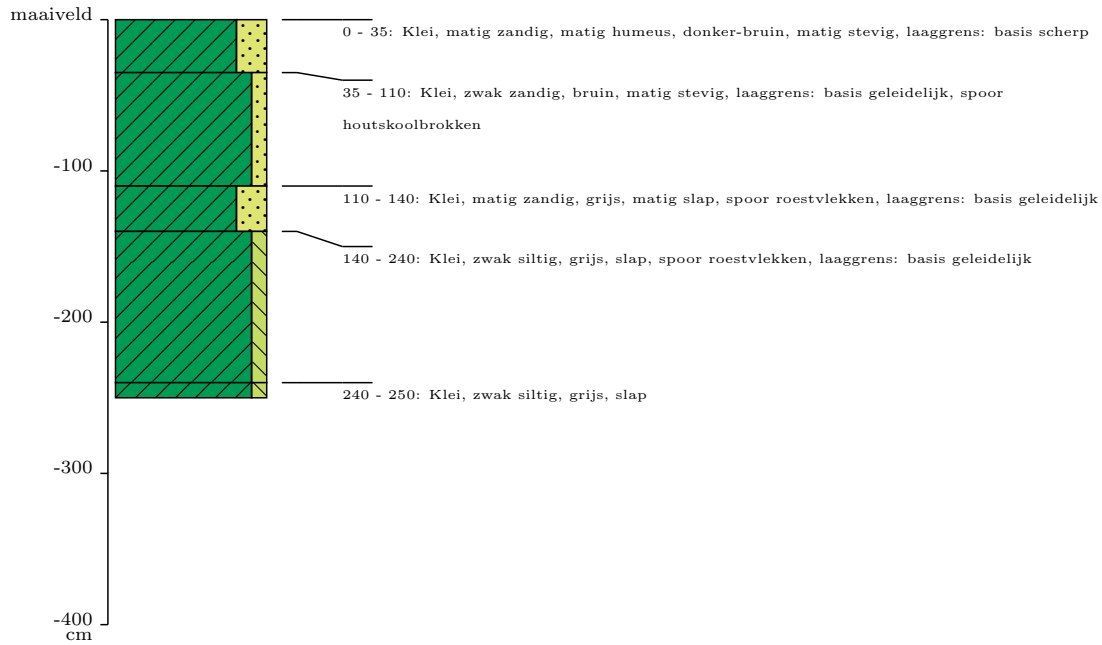 maaiveld
0 - 35: Klei, matig zandig, matig humeus, donker-bruin, matig stevig, laaggrens: basis scherp
35 - 110: Klei, zwak zandig, bruin, matig stevig, laaggrens: basis geleidelijk, spoor
houtskoolbrokken
-100
110 - 140: Klei, matig zandig, grijs, matig slap, spoor roestvlekken, laaggrens: basis geleidelijk
140 - 240: Klei, zwak siltig, grijs, slap, spoor roestvlekken, laaggrens: basis geleidelijk
-200
240 - 250: Klei, zwak siltig, grijs, slap
-300
-400
cm